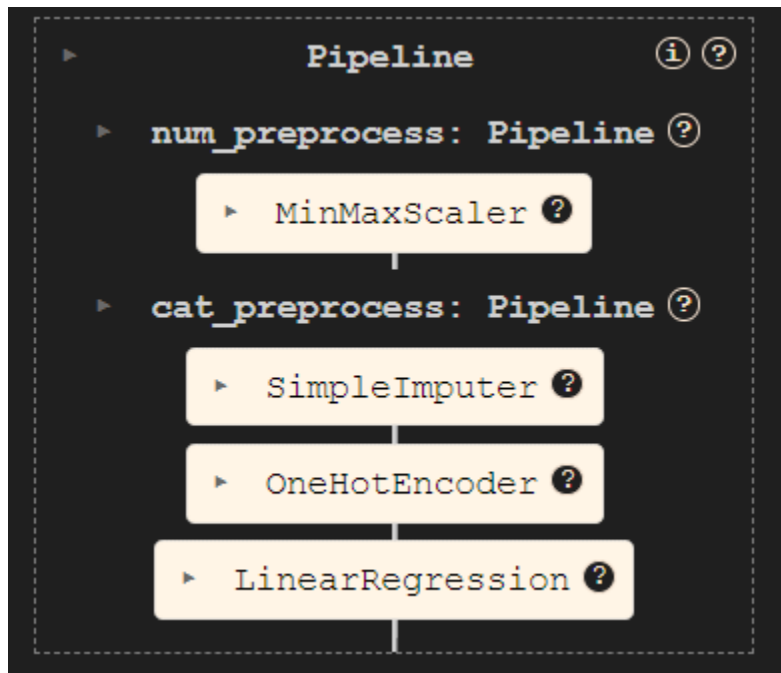 ▸ Pipeline i ?
▸ num_preprocess: Pipeline ?
▸ MinMaxScaler ?
▸ cat_preprocess: Pipeline ?
▸ SimpleImputer ?
▸ OneHotEncoder ?
▸ LinearRegression ?